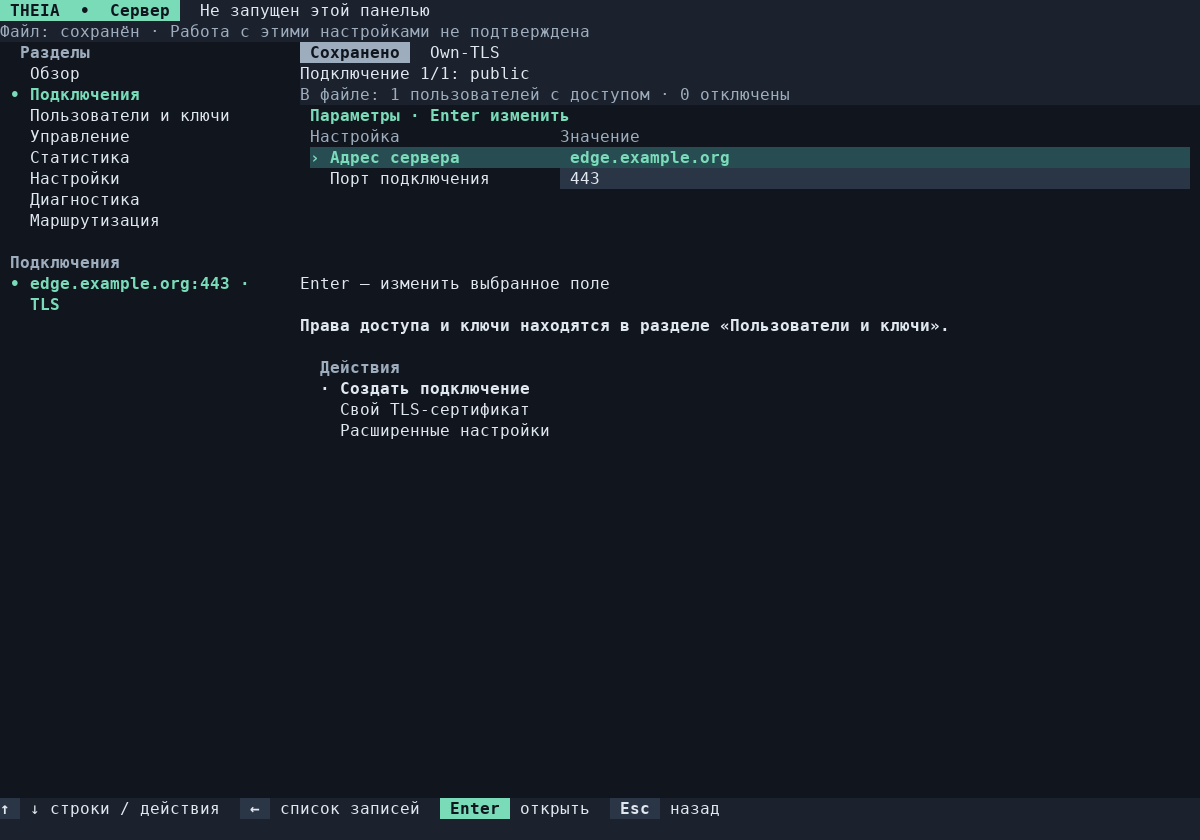 THEIA • Сервер Не запущен этой панелью
Файл: сохранён · Работа с этими настройками не подтверждена
Разделы
Обзор
• Подключения
Пользователи и ключи
Управление
Статистика
Настройки
Диагностика
Маршрутизация
Подключения
• edge.example.org:443 ·
TLS
Сохранено Own-TLS
Подключение 1/1: public
В файле: 1 пользователей с доступом · 0 отключены
Параметры · Enter изменить
Настройка Значение
› Адрес сервера edge.example.org
Порт подключения 443
Enter — изменить выбранное поле
Права доступа и ключи находятся в разделе «Пользователи и ключи».
Действия
· Создать подключение
Свой TLS-сертификат
Расширенные настройки
↑ ↓ строки / действия ← список записей Enter открыть Esc назад